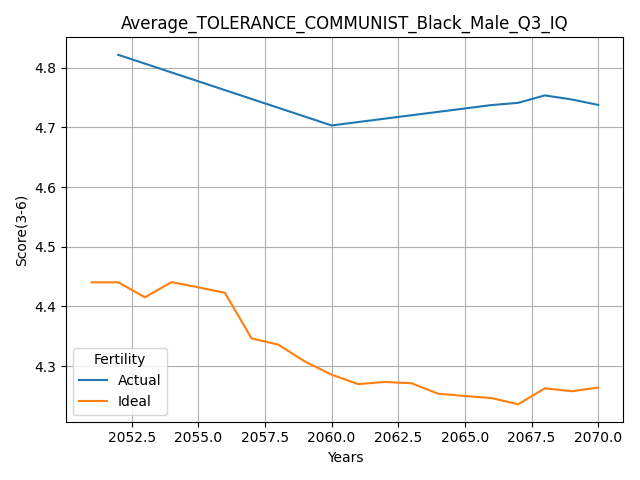 Average_TOLERANCE_COMMUNIST_Black_Male_Q3_IQ
Score(3-6)
4.8
4.7
4.6
4.5
4.4
4.3
Fertility
Actual
Ideal
2052.5 2055.0 2057.5 2060.0 2062.5 2065.0 2067.5 2070.0
Years